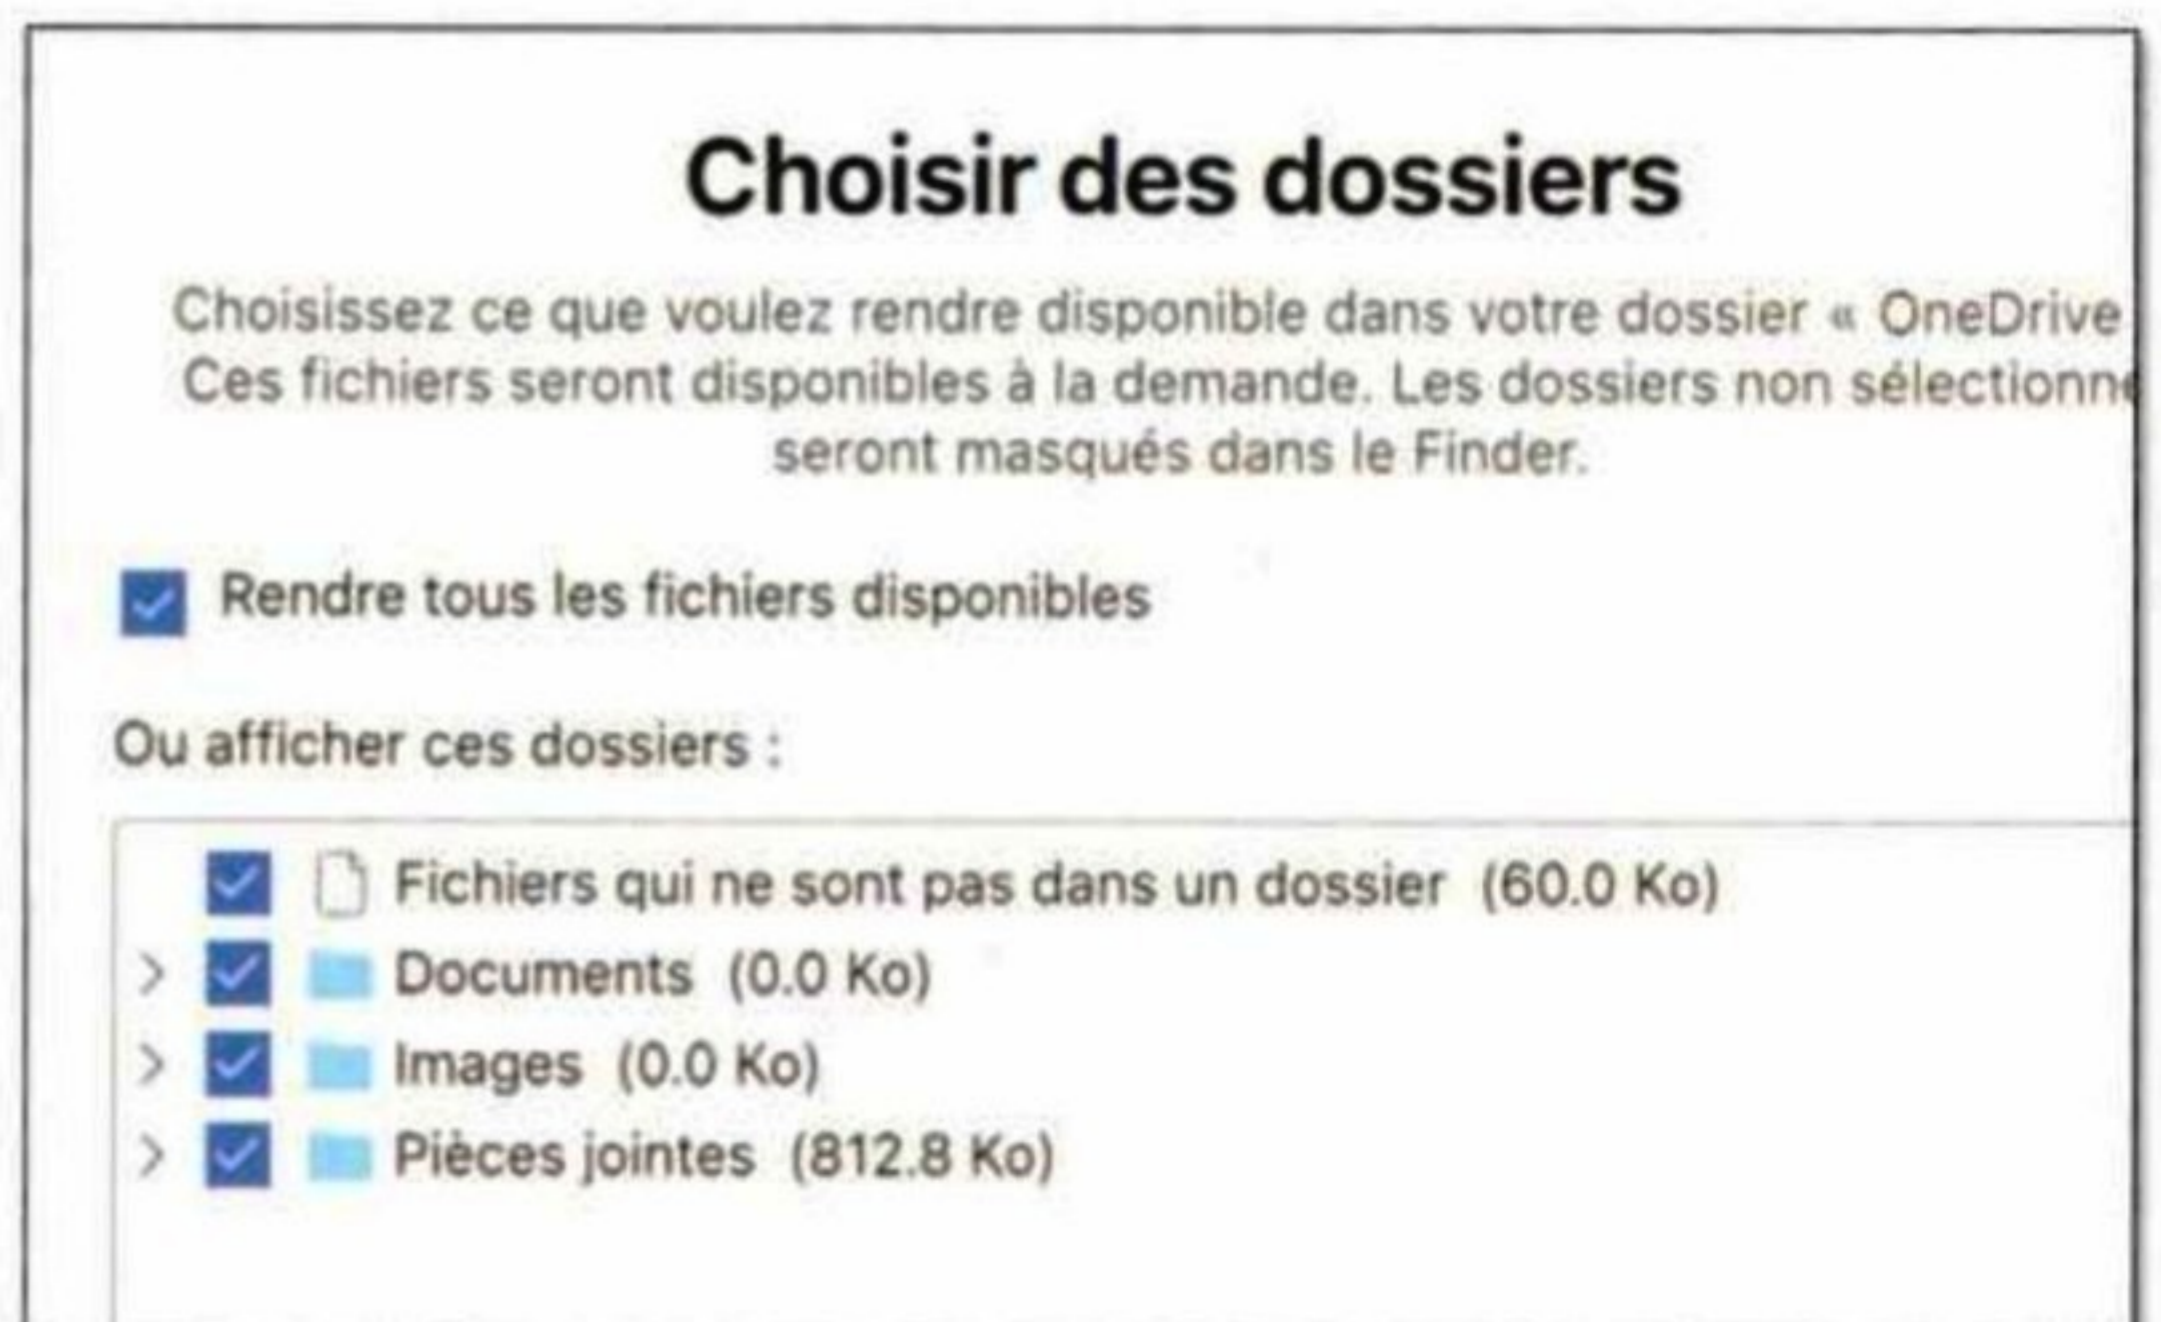 Choisir des dossiers
Choisissez ce que voulez rendre disponible dans votre dossier « OneDrive
Ces fichiers seront disponibles à la demande. Les dossiers non sélectionné
seront masqués dans le Finder.
Rendre tous les fichiers disponibles
Ou afficher ces dossiers :
Fichiers qui ne sont pas dans un dossier (60.0 Ko)
Documents (0.0 Ko)
Images (0.0 Ko)
Pièces jointes (812.8 Ko)